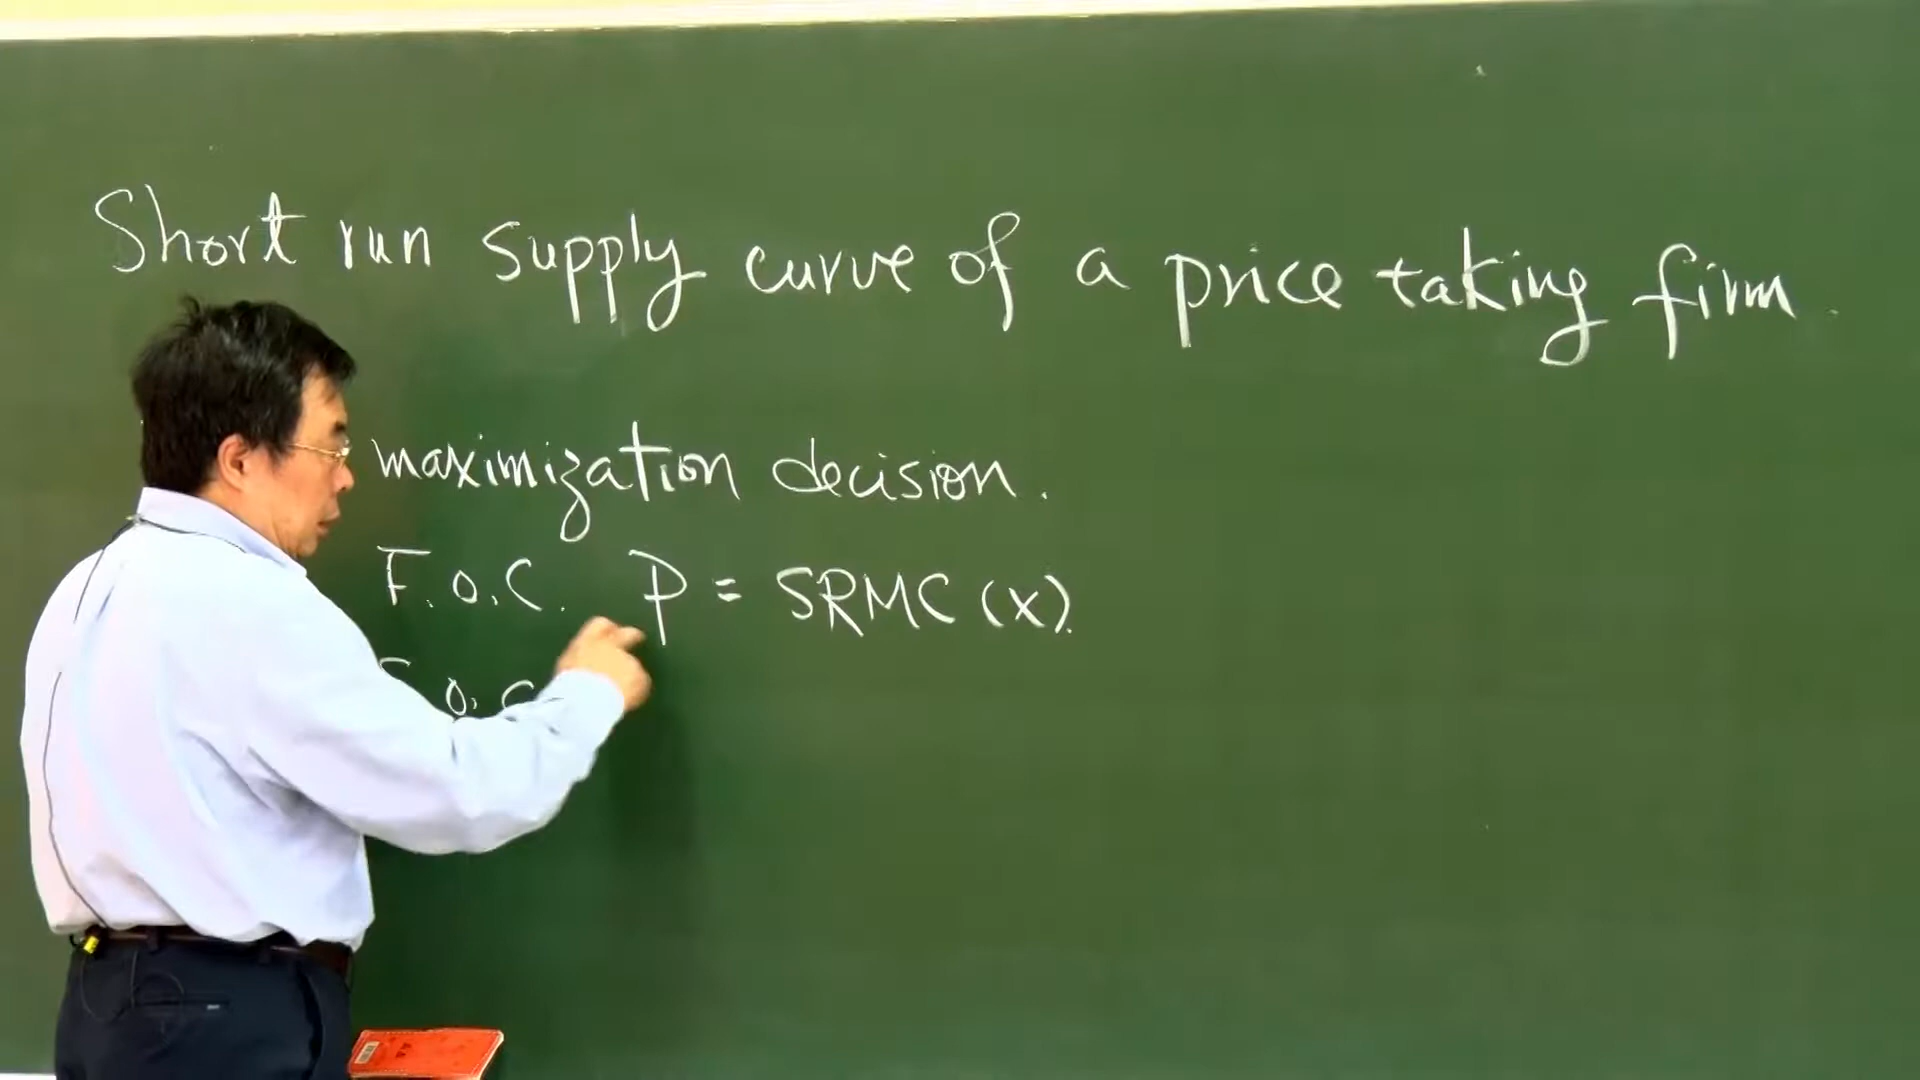 Short run supply curve of a price taking firm.
maximization decision.
F.O.C. P = SRMC (x).
S.O.C